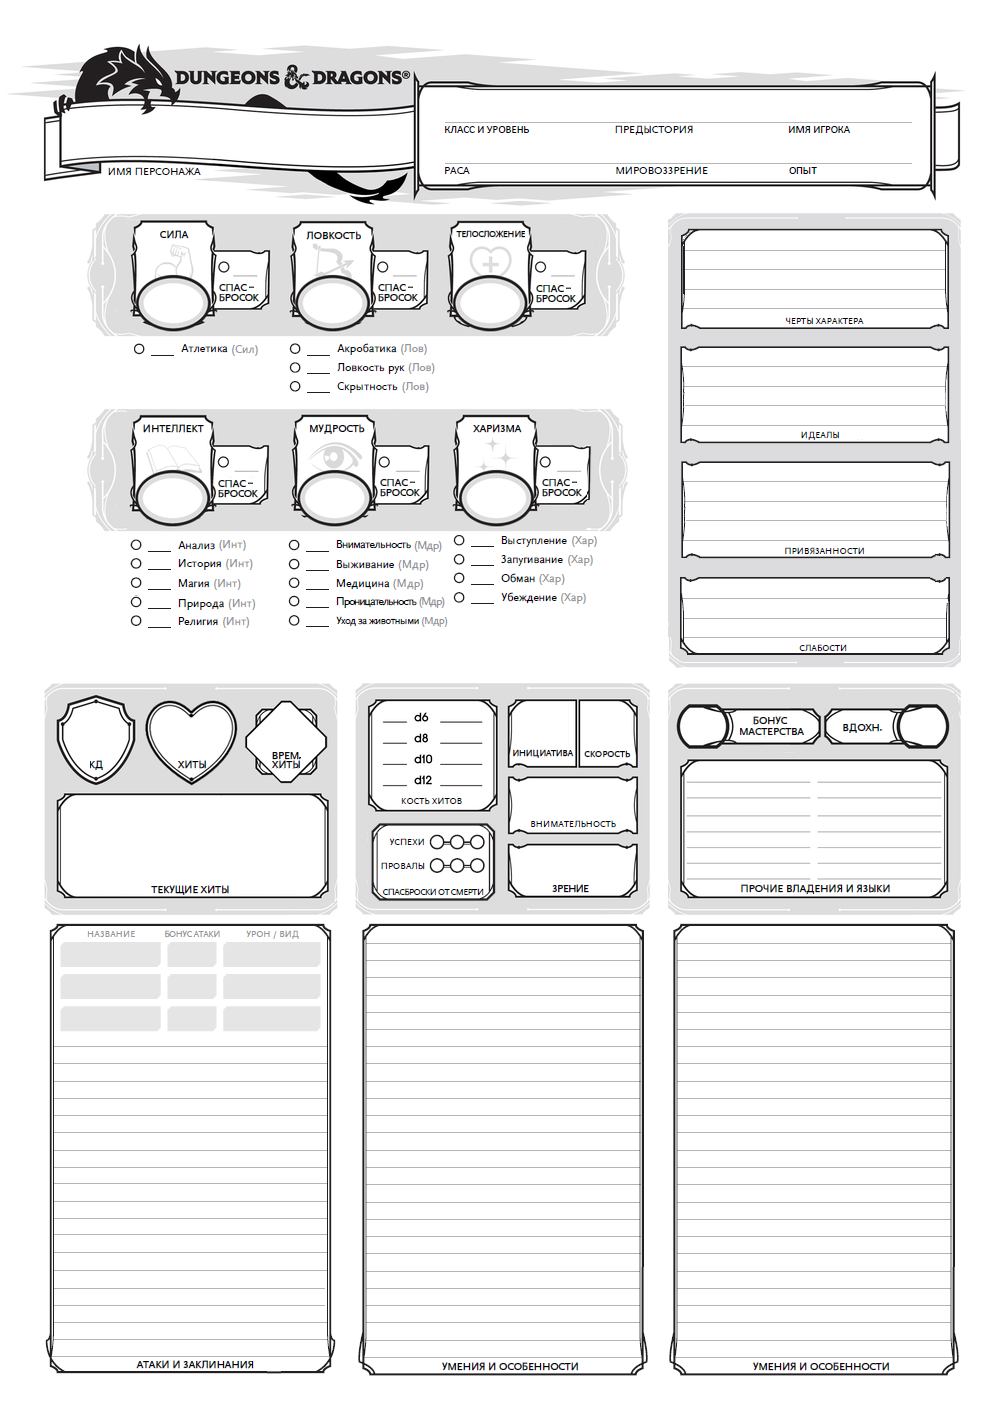 DUNGEONS & DRAGONS®
КЛАСС И УРОВЕНЬ ПРЕДЫСТОРИЯ ИМЯ ИГРОКА
ИМЯ ПЕРСОНАЖА
РАСА МИРОВОЗЗРЕНИЕ ОПЫТ
СИЛА
СПАС-
БРОСОК
ЛОВКОСТЬ
СПАС-
БРОСОК
ТЕЛОСЛОЖЕНИЕ
СПАС-
БРОСОК
Атлетика (Сил)
Акробатика (Лов)
Ловкость рук (Лов)
Скрытность (Лов)
ИНТЕЛЛЕКТ
СПАС-
БРОСОК
МУДРОСТЬ
СПАС-
БРОСОК
ХАРИЗМА
СПАС-
БРОСОК
Анализ (Инт)
История (Инт)
Магия (Инт)
Природа (Инт)
Религия (Инт)
Внимательность (Мдр)
Выживание (Мдр)
Медицина (Мдр)
Проницательность (Мдр)
Уход за животными (Мдр)
Выступление (Хар)
Запугивание (Хар)
Обман (Хар)
Убеждение (Хар)
ЧЕРТЫ ХАРАКТЕРА
ИДЕАЛЫ
ПРИВЯЗАННОСТИ
СЛАБОСТИ
КД
ХИТЫ
ВРЕМ.
ХИТЫ
ТЕКУЩИЕ ХИТЫ
d6
d8
d10
d12
КОСТЬ ХИТОВ
УСПЕХИ
ПРОВАЛЫ
СПАСБРОСКИ ОТ СМЕРТИ
ИНИЦИАТИВА
СКОРОСТЬ
ВНИМАТЕЛЬНОСТЬ
ЗРЕНИЕ
БОНУС
МАСТЕРСТВА
ВДОХН.
ПРОЧИЕ ВЛАДЕНИЯ И ЯЗЫКИ
НАЗВАНИЕ БОНУС АТАКИ УРОН / ВИД
АТАКИ И ЗАКЛИНАНИЯ
УМЕНИЯ И ОСОБЕННОСТИ
УМЕНИЯ И ОСОБЕННОСТИ